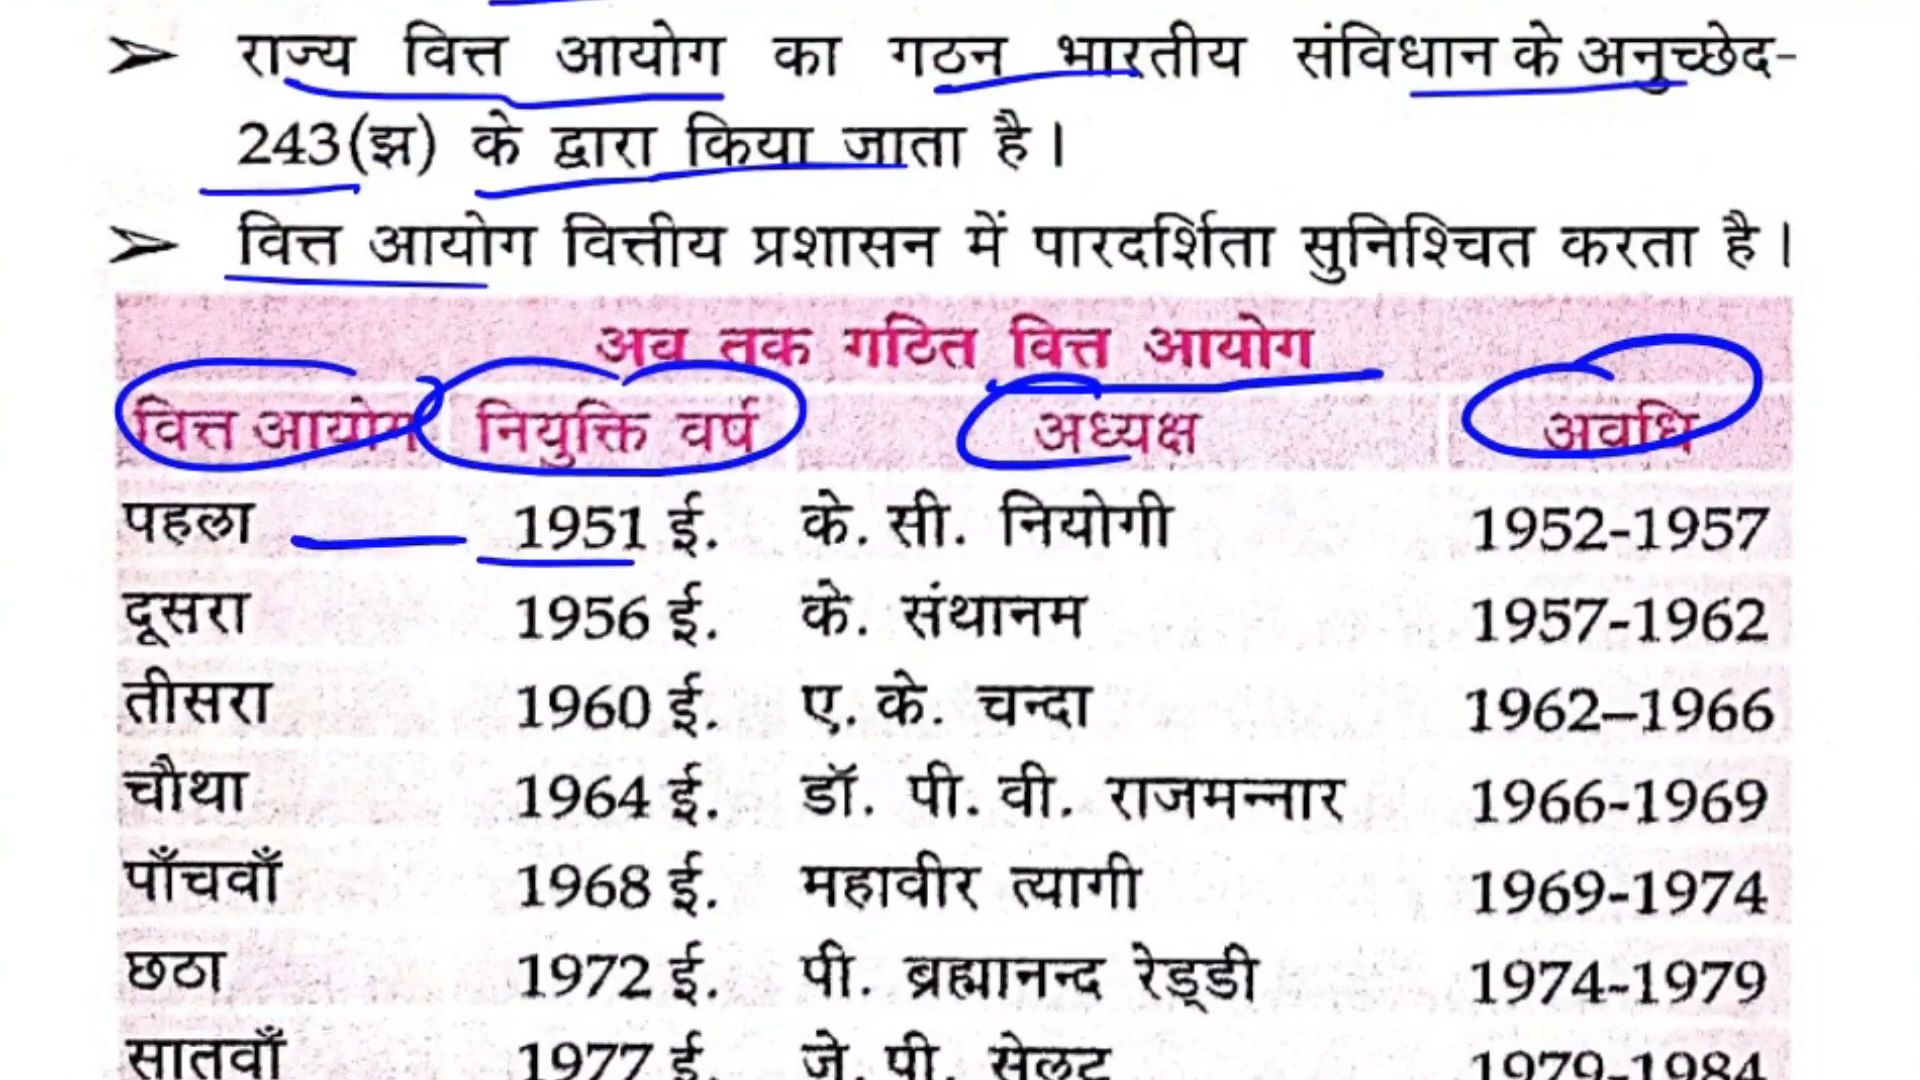 ➢ राज्य वित्त आयोग का गठन भारतीय संविधान के अनुच्छेद-
243(झ) के द्वारा किया जाता है।
➢ वित्त आयोग वित्तीय प्रशासन में पारदर्शिता सुनिश्चित करता है।
अब तक गठित वित्त आयोग
वित्त आयोग नियुक्ति वर्ष अध्यक्ष अवधि
पहला 1951 ई. के. सी. नियोगी 1952-1957
दूसरा 1956 ई. के. संथानम 1957-1962
तीसरा 1960 ई. ए. के. चन्दा 1962–1966
चौथा 1964 ई. डॉ. पी. वी. राजमन्नार 1966-1969
पाँचवाँ 1968 ई. महावीर त्यागी 1969-1974
छठा 1972 ई. पी. ब्रह्मानन्द रेड्डी 1974-1979
सातवाँ 1977 ई. जे. पी. सेलट 1979-1984